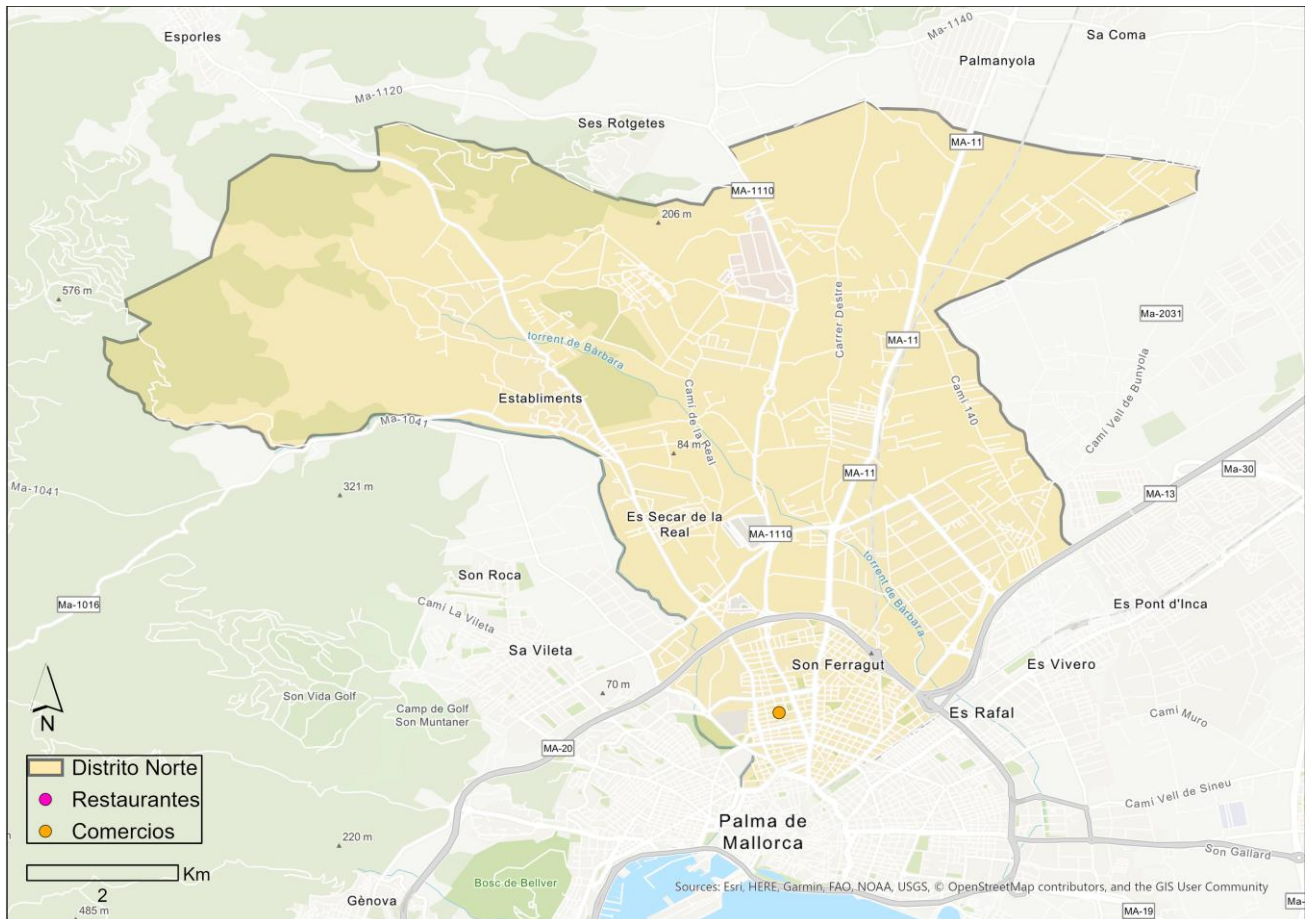 Esporles
Ma-1140
Sa Coma
Palmanyola
Ma-1120
Ses Rotgetes
MA-11
MA-1110
206 m
576 m
Ma-2031
Carrer Destre
torrent de Bàrbara
MA-11
Camí Vell de Bunyola
Camí de la Real
Camí 140
Establiments
Ma-1041
84 m
MA-11
Ma-30
Ma-1041
321 m
MA-13
Es Secar de la
Real
MA-1110
torrent de Bàrbara
Son Roca
Ma-1016
Camí La Vileta
Es Pont d'Inca
Sa Vileta
Son Ferragut
Es Vivero
70 m
Son Vida Golf
Camp de Golf
Son Muntaner
Es Rafal
Camí Muro
N
MA-20
Distrito Norte
Restaurantes
Comercios
Camí Vell de Sineu
Palma de
Mallorca
220 m
Son Gallard
Km
2
Bosc de Bellver
Sources: Esri, HERE, Garmin, FAO, NOAA, USGS, © OpenStreetMap contributors, and the GIS User Community
Gènova
485 m
MA-19
Ma-